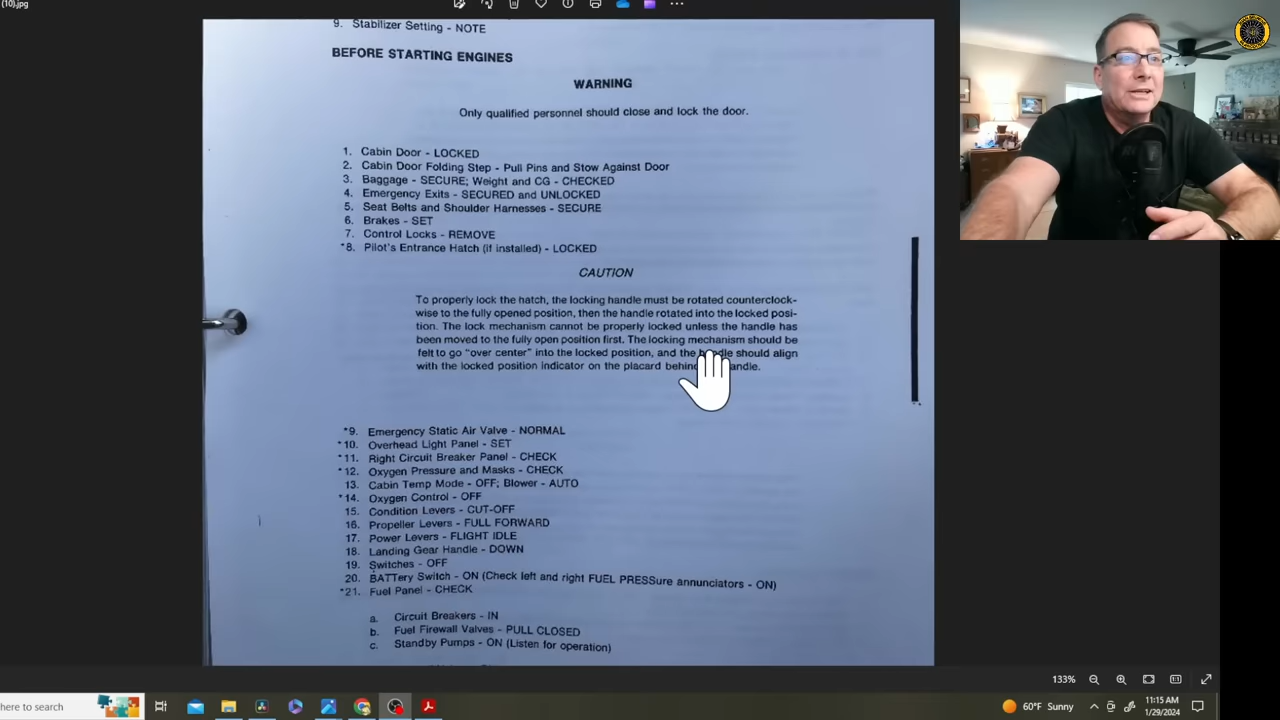 (10).jpg
9. Stabilizer Setting - NOTE
BEFORE STARTING ENGINES
WARNING
Only qualified personnel should close and lock the door.
1. Cabin Door - LOCKED
2. Cabin Door Folding Step - Pull Pins and Stow Against Door
3. Baggage - SECURE; Weight and CG - CHECKED
4. Emergency Exits - SECURED and UNLOCKED
5. Seat Belts and Shoulder Harnesses - SECURE
6. Brakes - SET
7. Control Locks - REMOVE
*8. Pilot's Entrance Hatch (if installed) - LOCKED
CAUTION
To properly lock the hatch, the locking handle must be rotated counterclock-
wise to the fully opened position, then the handle rotated into the locked posi-
tion. The lock mechanism cannot be properly locked unless the handle has
been moved to the fully open position first. The locking mechanism should be
felt to go "over center" into the locked position, and the handle should align
with the locked position indicator on the placard behind handle.
*9. Emergency Static Air Valve - NORMAL
*10. Overhead Light Panel - SET
*11. Right Circuit Breaker Panel - CHECK
*12. Oxygen Pressure and Masks - CHECK
13. Cabin Temp Mode - OFF; Blower - AUTO
*14. Oxygen Control - OFF
15. Condition Levers - CUT-OFF
16. Propeller Levers - FULL FORWARD
17. Power Levers - FLIGHT IDLE
18. Landing Gear Handle - DOWN
19. Switches - OFF
20. BATTery Switch - ON (Check left and right FUEL PRESSure annunciators - ON)
*21. Fuel Panel - CHECK
a. Circuit Breakers - IN
b. Fuel Firewall Valves - PULL CLOSED
c. Standby Pumps - ON (Listen for operation)
133%
here to search
60°F Sunny
11:15 AM
1/29/2024